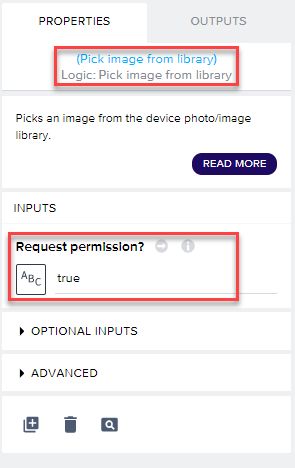 PROPERTIES
OUTPUTS
(Pick image from library)
Logic: Pick image from library
Picks an image from the device photo/image
library.
READ MORE
INPUTS
Request permission?
ABC
true
OPTIONAL INPUTS
ADVANCED